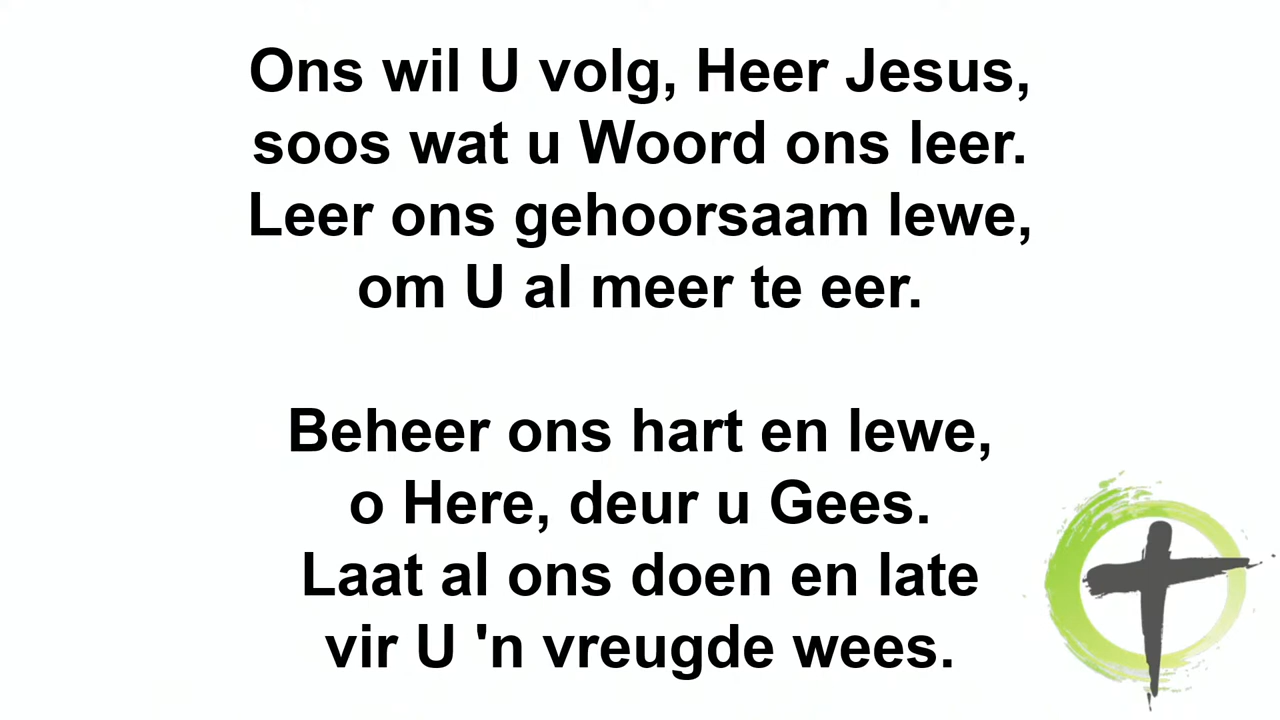 Ons wil U volg, Heer Jesus,
soos wat u Woord ons leer.
Leer ons gehoorsaam lewe,
om U al meer te eer.
Beheer ons hart en lewe,
o Here, deur u Gees.
Laat al ons doen en late
vir U 'n vreugde wees.